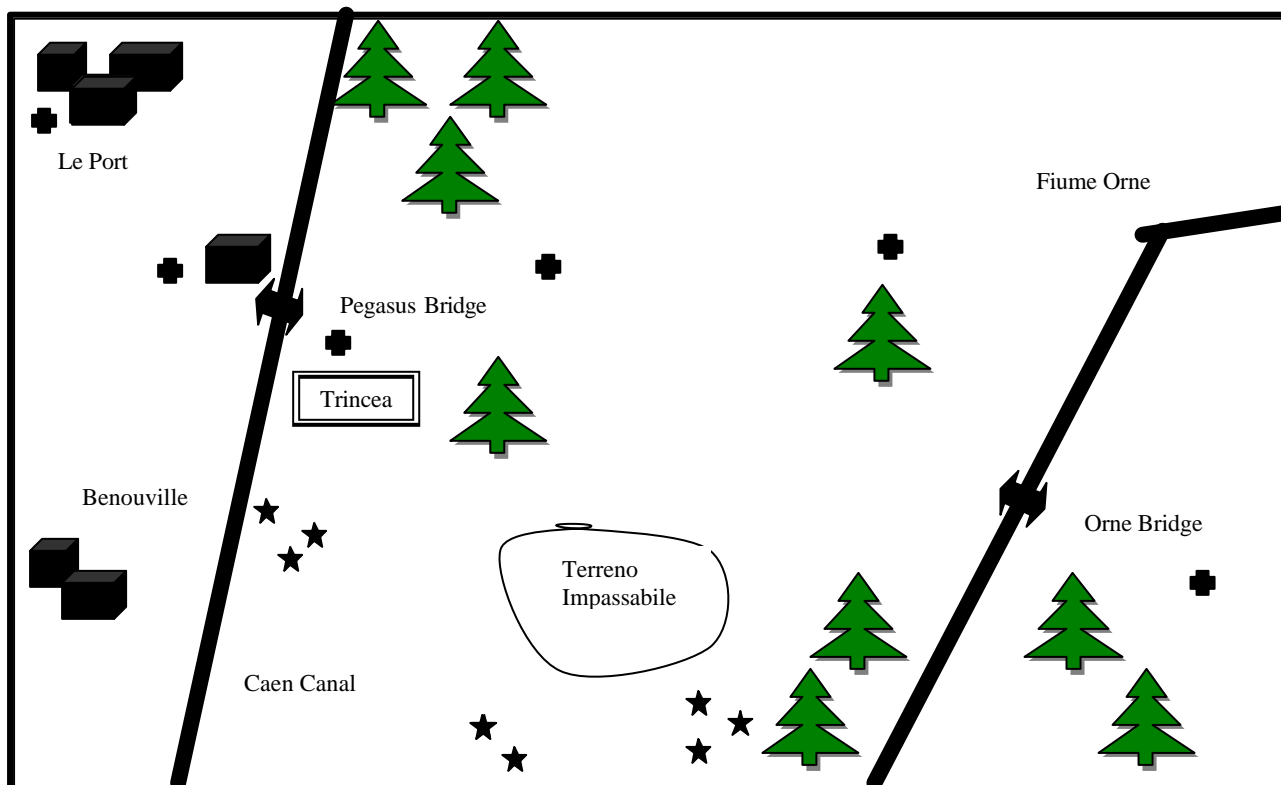 Le Port
Fiume Orne
Pegasus Bridge
Trincea
Benouville
Orne Bridge
Terreno
Impassabile
Caen Canal